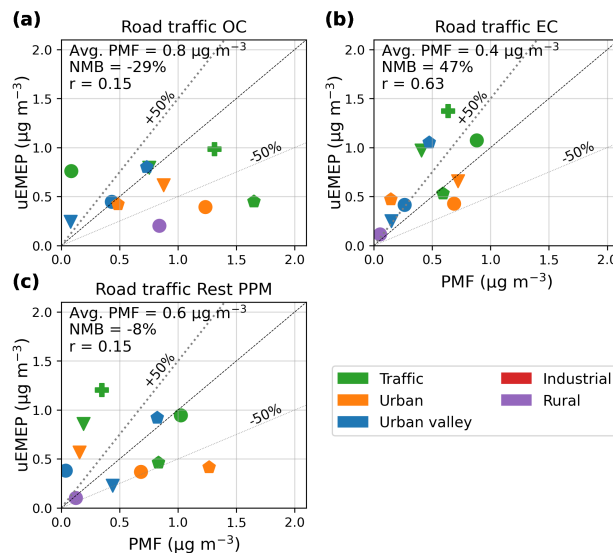 (a)
Road traffic OC
Avg. PMF = 0.8 μg m⁻³
NMB = -29%
r = 0.15
+50%
-50%
2.0
1.5
1.0
0.5
0.0
0.0 0.5 1.0 1.5 2.0
uEMEP (μg m⁻³)
(b)
Road traffic EC
Avg. PMF = 0.4 μg m⁻³
NMB = 47%
r = 0.63
+50%
-50%
2.0
1.5
1.0
0.5
0.0
0.0 0.5 1.0 1.5 2.0
uEMEP (μg m⁻³)
PMF (μg m⁻³)
(c)
Road traffic Rest PPM
Avg. PMF = 0.6 μg m⁻³
NMB = -8%
r = 0.15
+50%
-50%
2.0
1.5
1.0
0.5
0.0
0.0 0.5 1.0 1.5 2.0
uEMEP (μg m⁻³)
PMF (μg m⁻³)
Traffic
Urban
Urban valley
Industrial
Rural